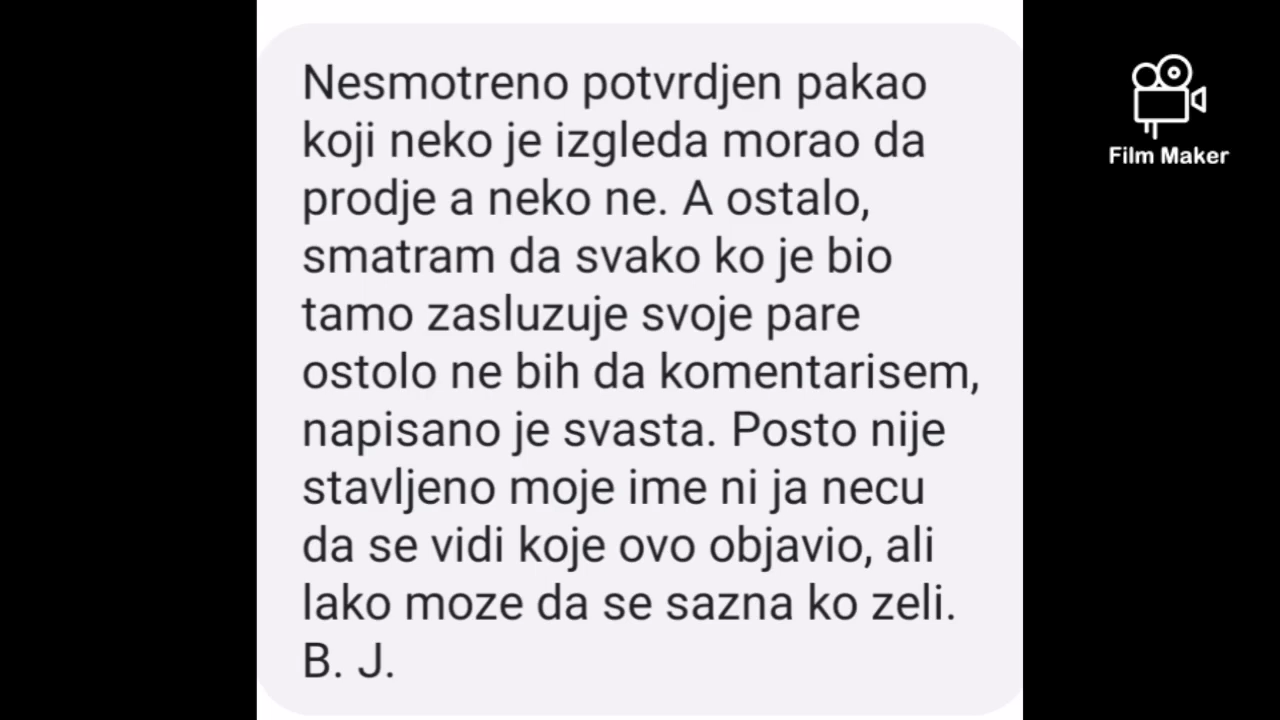 Nesmotreno potvrdjen pakao
koji neko je izgleda morao da
prodje a neko ne. A ostalo,
smatram da svako ko je bio
tamo zasluzuje svoje pare
ostolo ne bih da komentarisem,
napisano je svasta. Posto nije
stavljeno moje ime ni ja necu
da se vidi koje ovo objavio, ali
lako moze da se sazna ko zeli.
B. J.
Film Maker